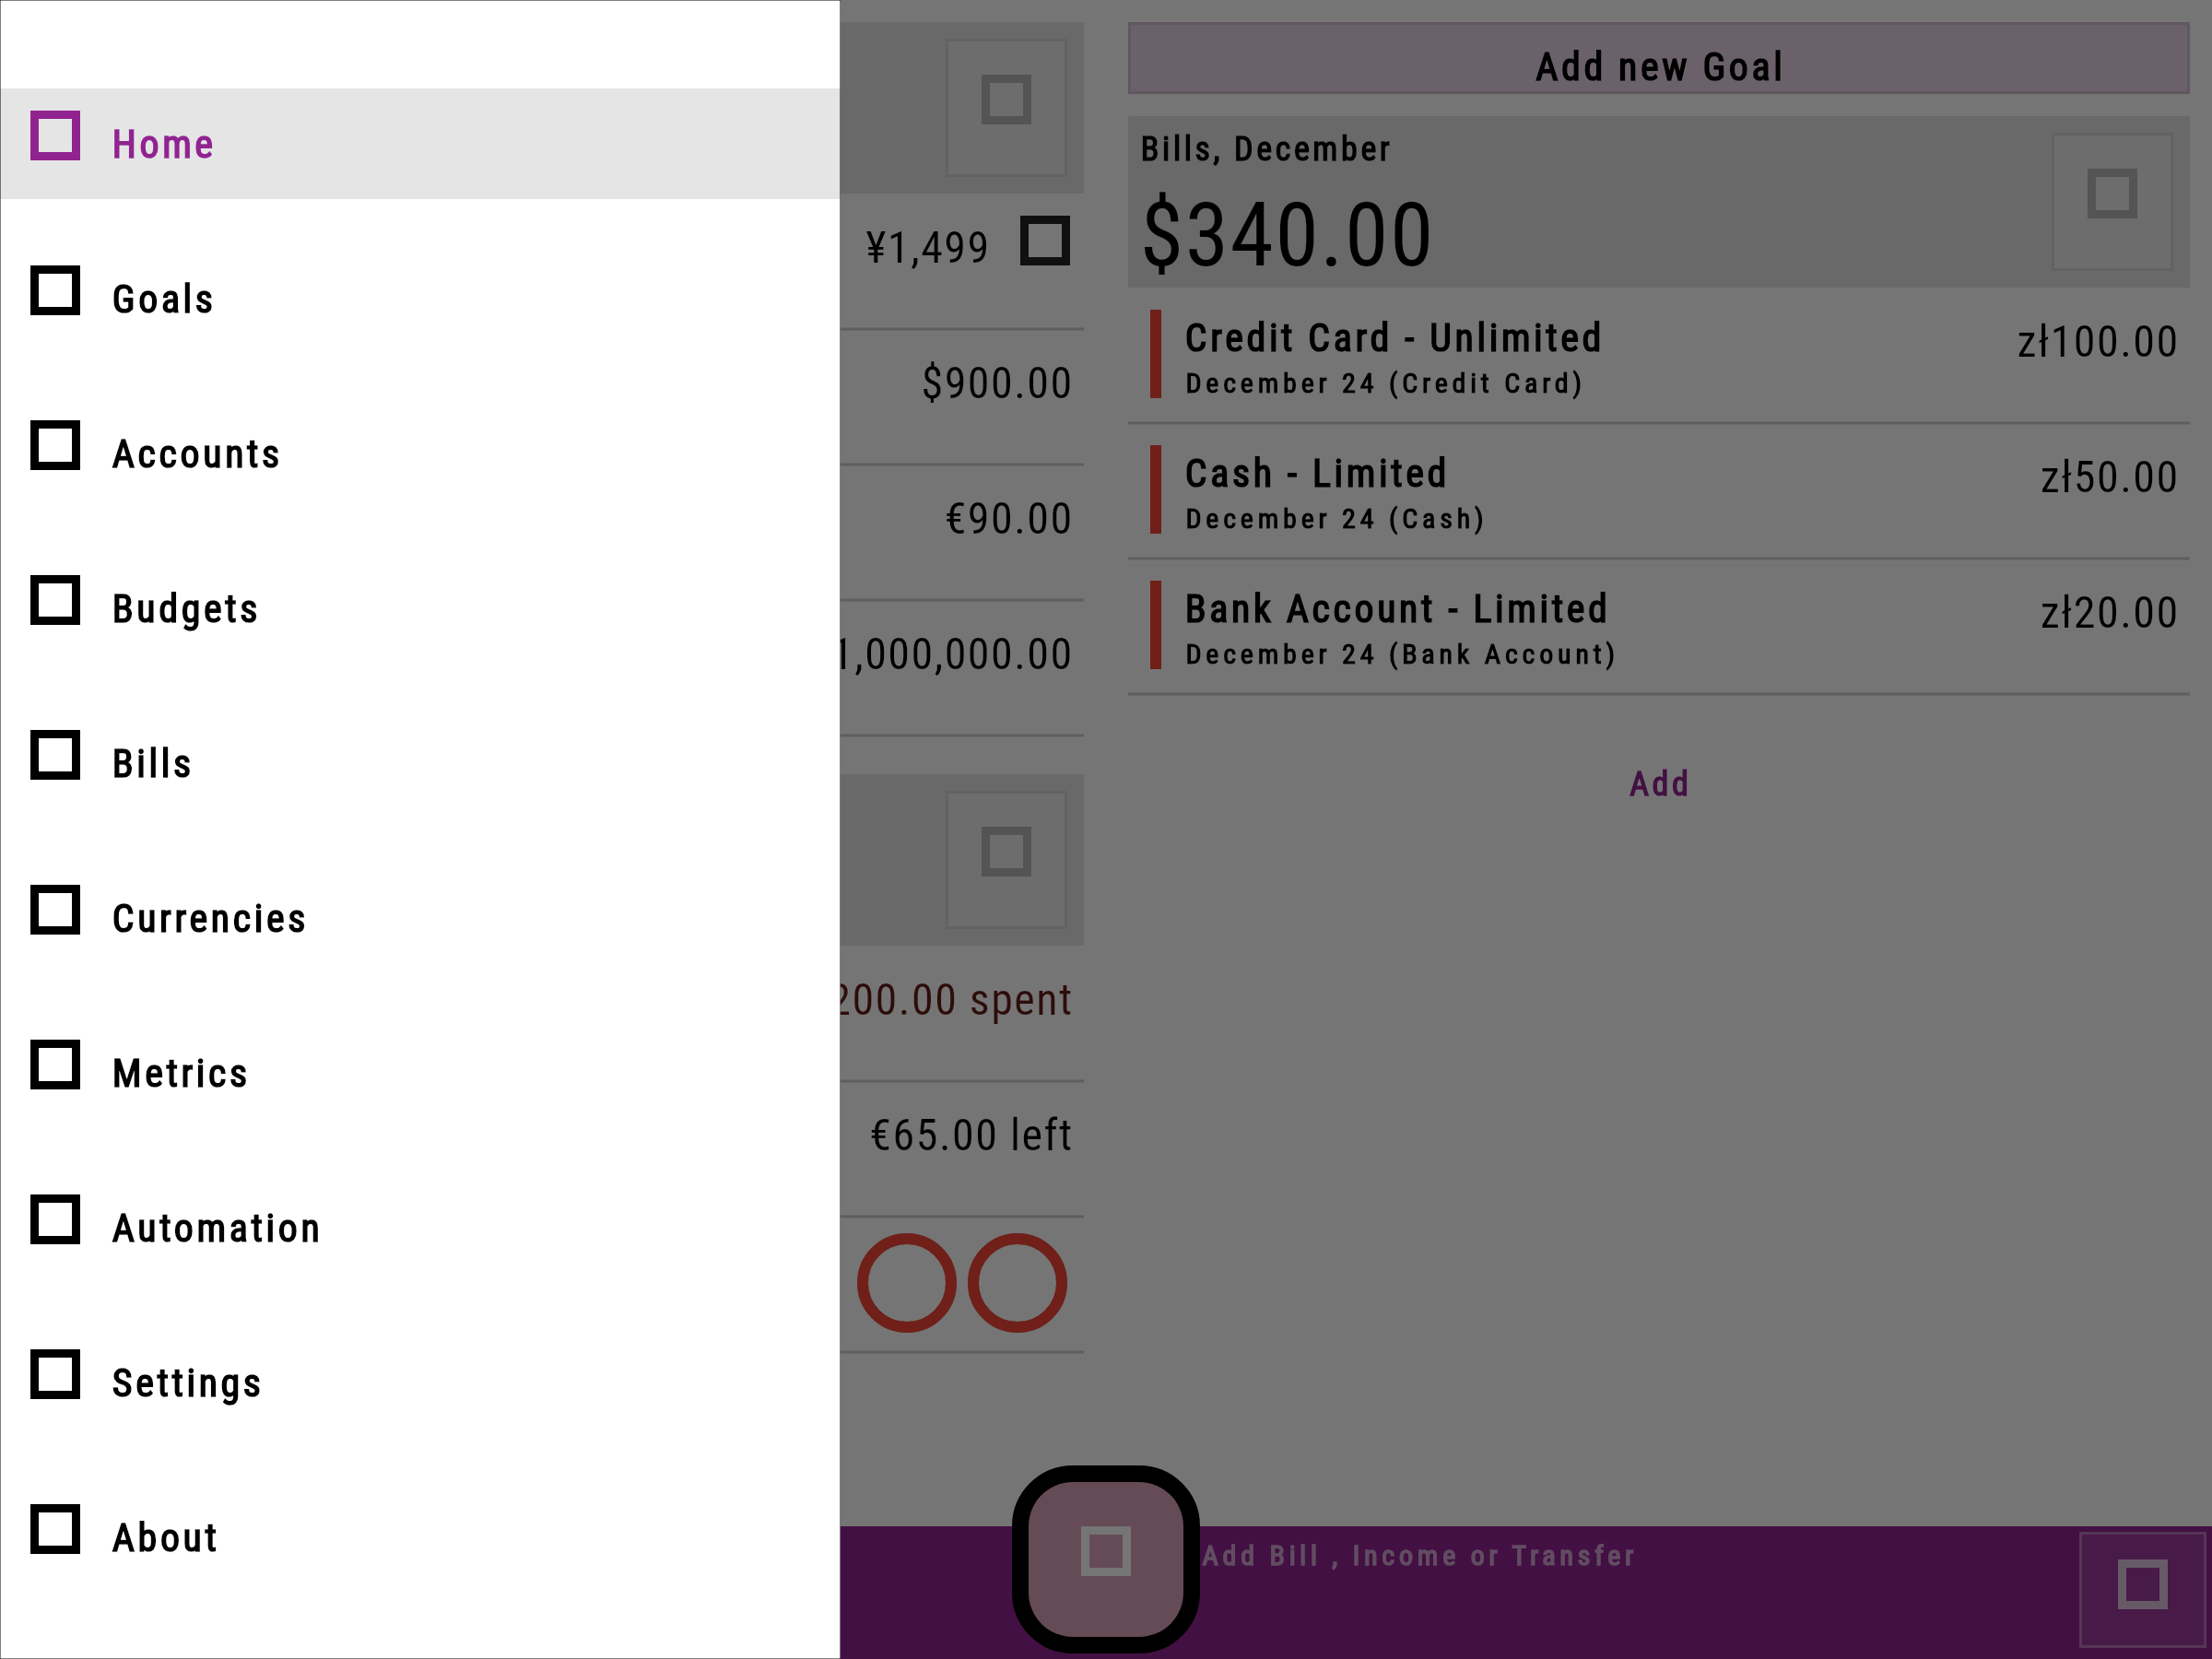 Home
Goals
Accounts
Budgets
Bills
Currencies
Metrics
Automation
Settings
About
¥1,499
$900.00
€90.00
1,000,000.00
200.00 spent
€65.00 left
Add new Goal
Bills, December
$340.00
Credit Card - Unlimited
zł100.00
December 24 (Credit Card)
Cash - Limited
zł50.00
December 24 (Cash)
Bank Account - Limited
zł20.00
December 24 (Bank Account)
Add
Add Bill , Income or Transfer